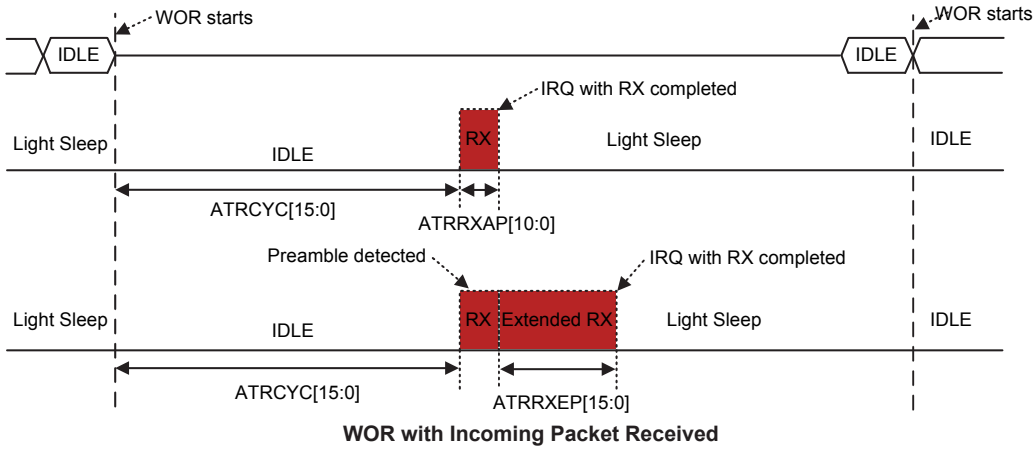 WOR starts
WOR starts
IDLE
IDLE
IRQ with RX completed
Light Sleep
IDLE
RX
Light Sleep
IDLE
ATRCYC[15:0]
ATRRXAP[10:0]
Preamble detected
IRQ with RX completed
Light Sleep
IDLE
RX
Extended RX
Light Sleep
IDLE
ATRCYC[15:0]
ATRRXEP[15:0]
WOR with Incoming Packet Received